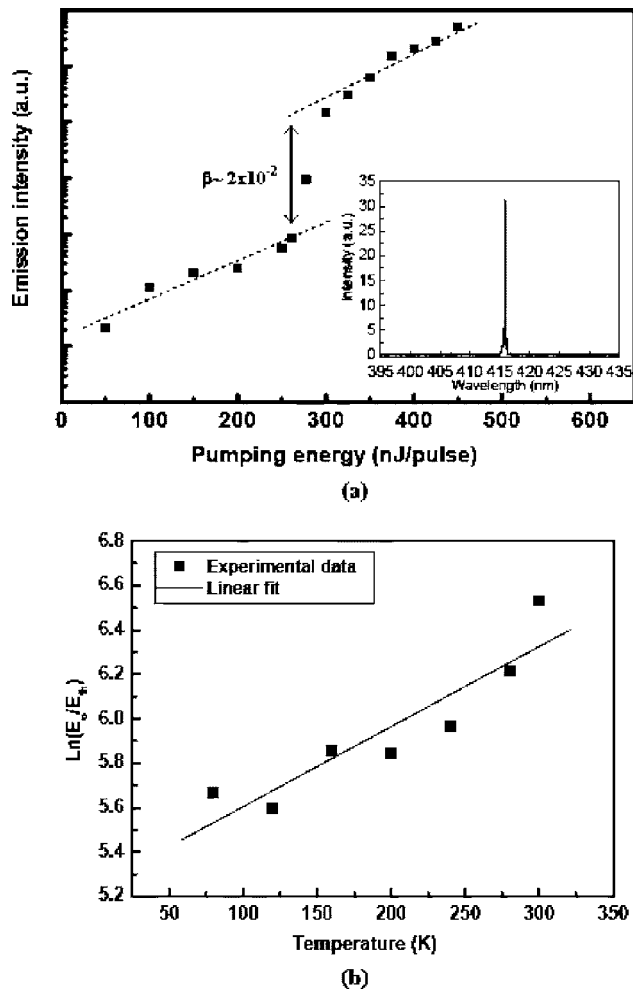 Emission intensity (a.u.)
β~ 2x10⁻²
35
30
25
20
15
10
5
0
Intensity (a.u.)
395 400 405 410 415 420 425 430 435
Wavelength (nm)
0 100 200 300 400 500 600
Pumping energy (nJ/pulse)
(a)
6.8
6.6
6.4
6.2
6.0
5.8
5.6
5.4
5.2
Experimental data
Linear fit
50 100 150 200 250 300 350
Temperature (K)
(b)